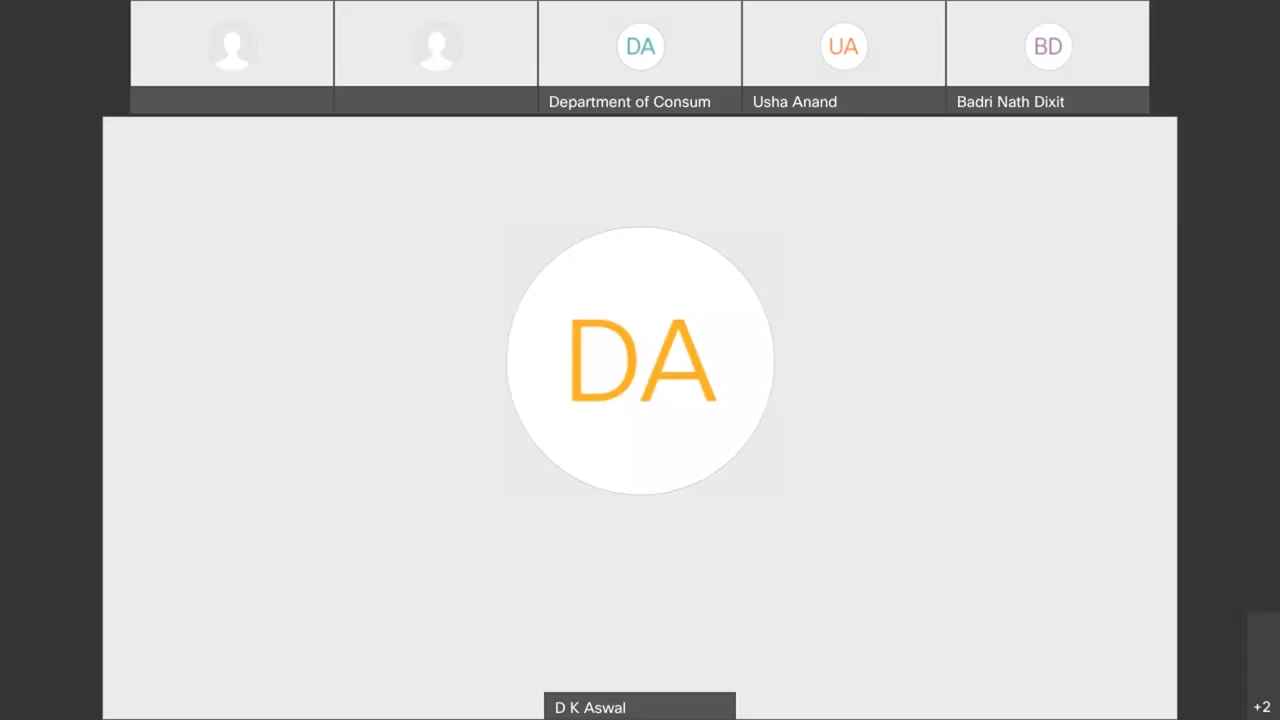 DA
UA
BD
Department of Consum
Usha Anand
Badri Nath Dixit
DA
D K Aswal
+2